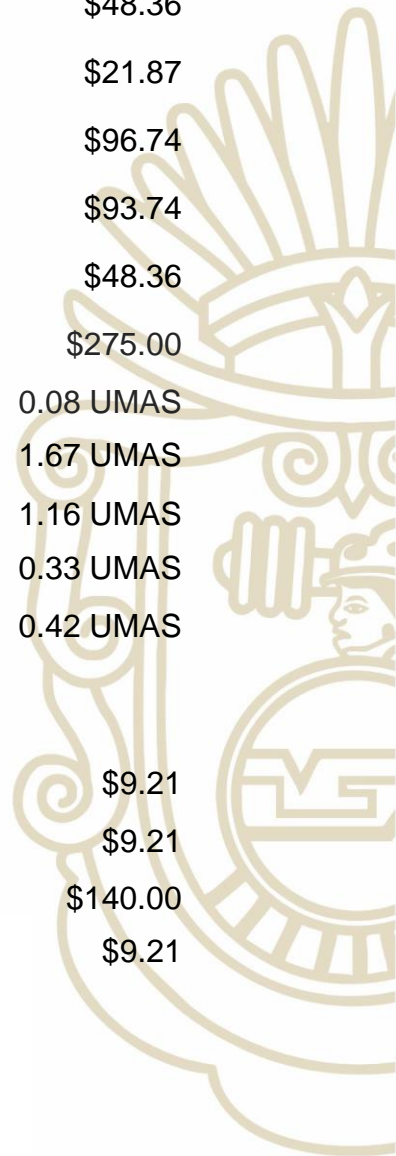 $48.36
$21.87
$96.74
$93.74
$48.36
$275.00
0.08 UMAS
1.67 UMAS
1.16 UMAS
0.33 UMAS
0.42 UMAS
$9.21
$9.21
$140.00
$9.21